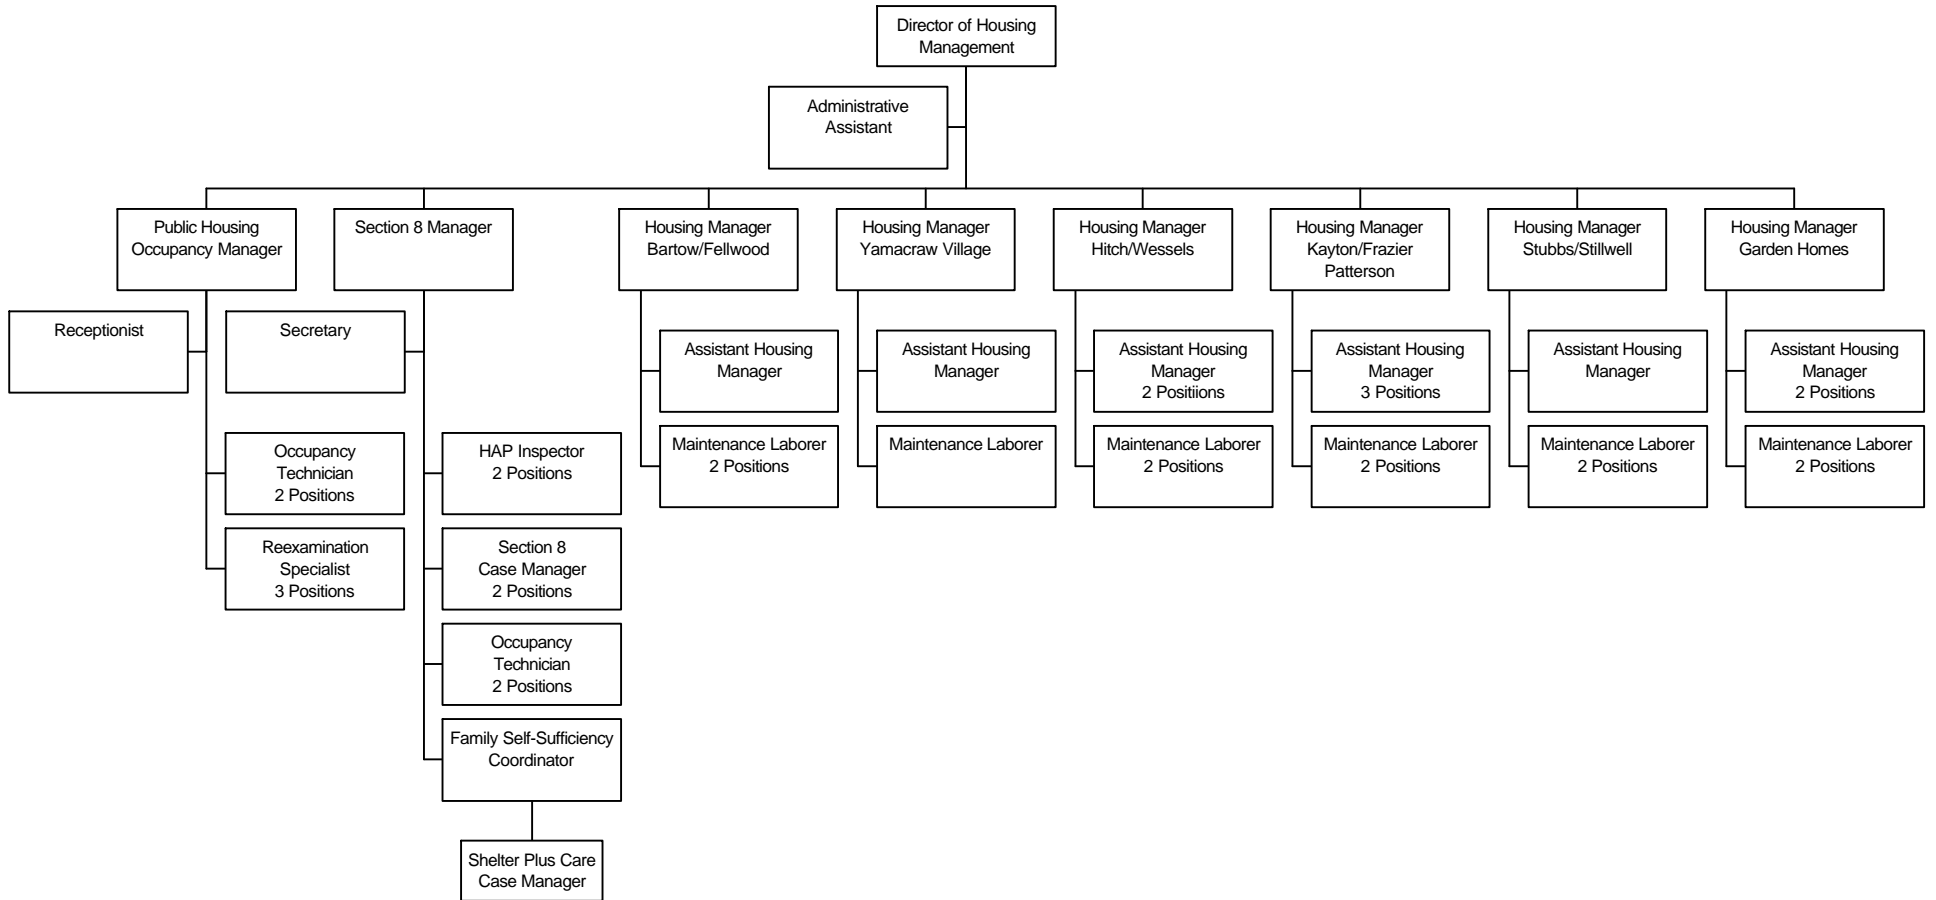 Director of Housing
Management
Administrative
Assistant
Public Housing
Occupancy Manager
Section 8 Manager
Housing Manager
Bartow/Fellwood
Housing Manager
Yamacraw Village
Housing Manager
Hitch/Wessels
Housing Manager
Kayton/Frazier
Patterson
Housing Manager
Stubbs/Stillwell
Housing Manager
Garden Homes
Receptionist
Secretary
Assistant Housing
Manager
Assistant Housing
Manager
Assistant Housing
Manager
2 Positiions
Assistant Housing
Manager
3 Positions
Assistant Housing
Manager
Assistant Housing
Manager
2 Positions
Occupancy
Technician
2 Positions
HAP Inspector
2 Positions
Maintenance Laborer
2 Positions
Maintenance Laborer
Maintenance Laborer
2 Positions
Maintenance Laborer
2 Positions
Maintenance Laborer
2 Positions
Maintenance Laborer
2 Positions
Reexamination
Specialist
3 Positions
Section 8
Case Manager
2 Positions
Occupancy
Technician
2 Positions
Family Self-Sufficiency
Coordinator
Shelter Plus Care
Case Manager